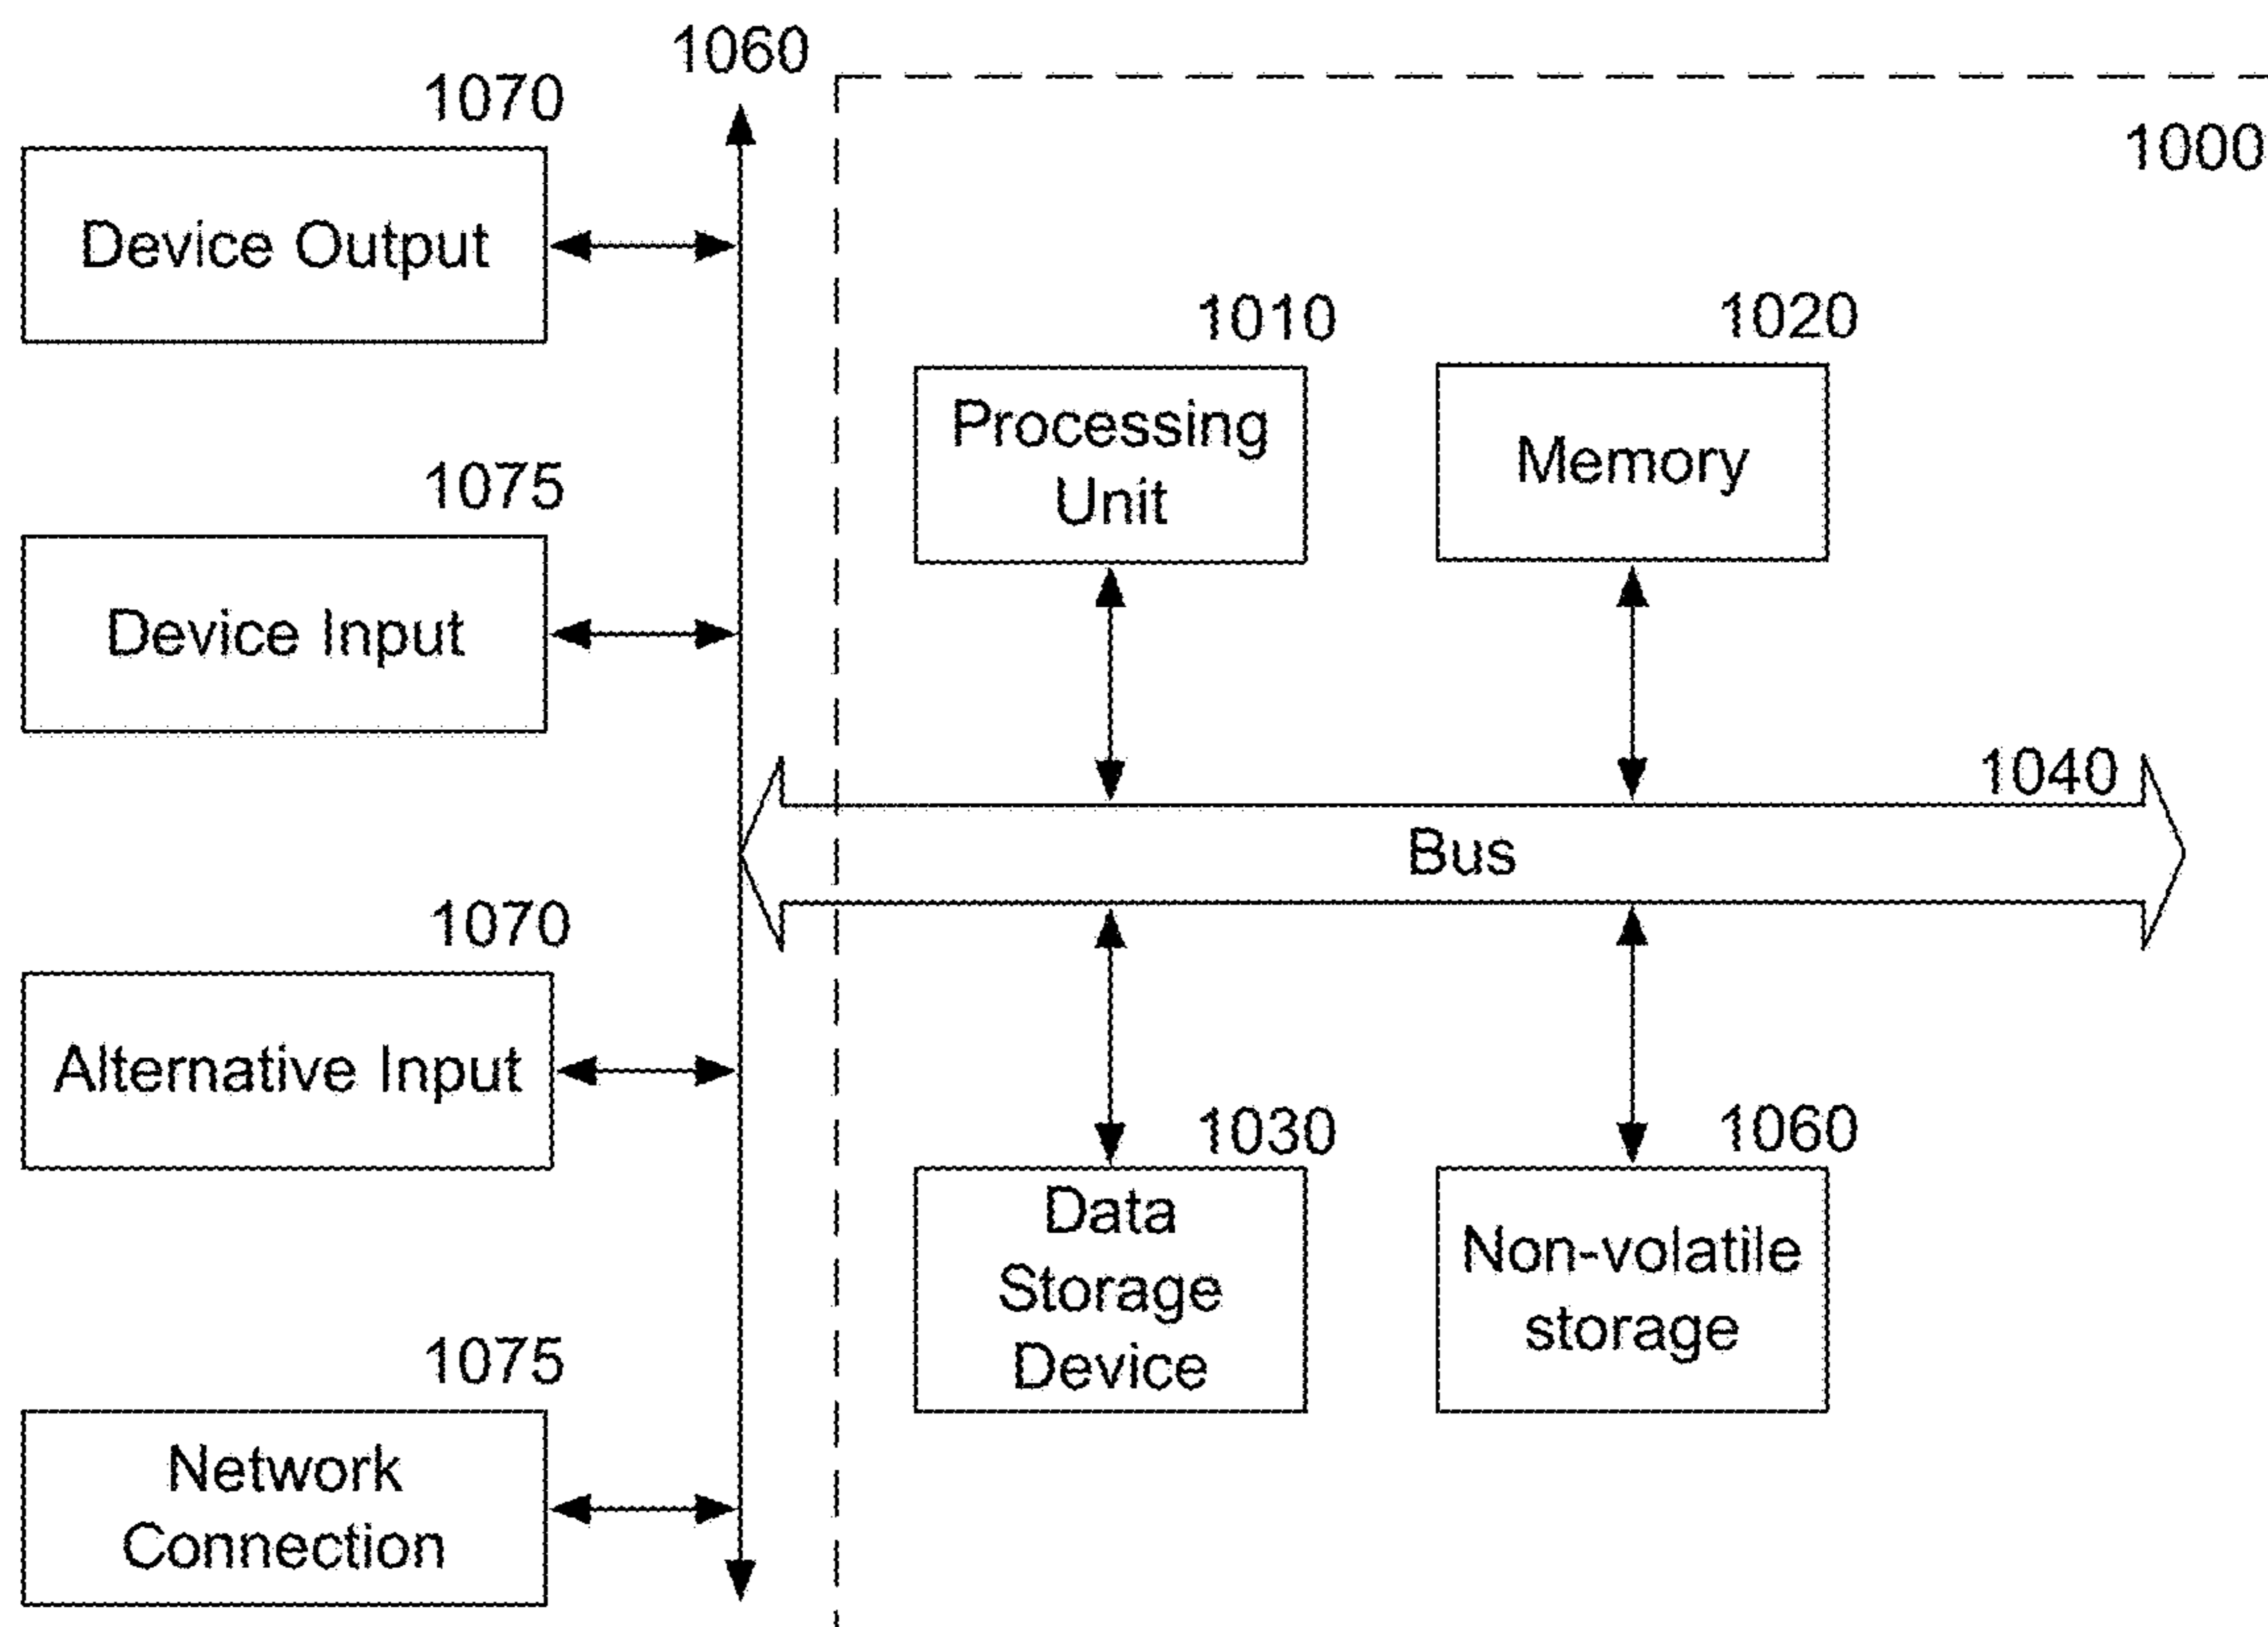 1060
1070
1000
Device Output
1010
1020
Processing
Unit
Memory
1075
Device Input
1040
Bus
1070
Alternative Input
1030
1060
Data
Storage
Device
Non-volatile
storage
1075
Network
Connection